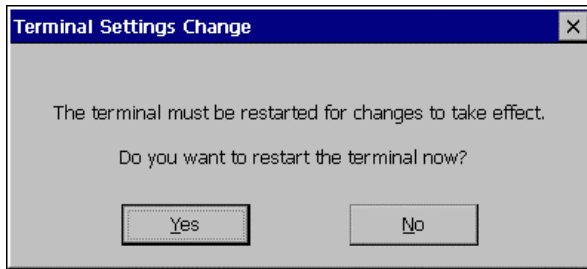 Terminal Settings Change
The terminal must be restarted for changes to take effect.
Do you want to restart the terminal now?
Yes
No